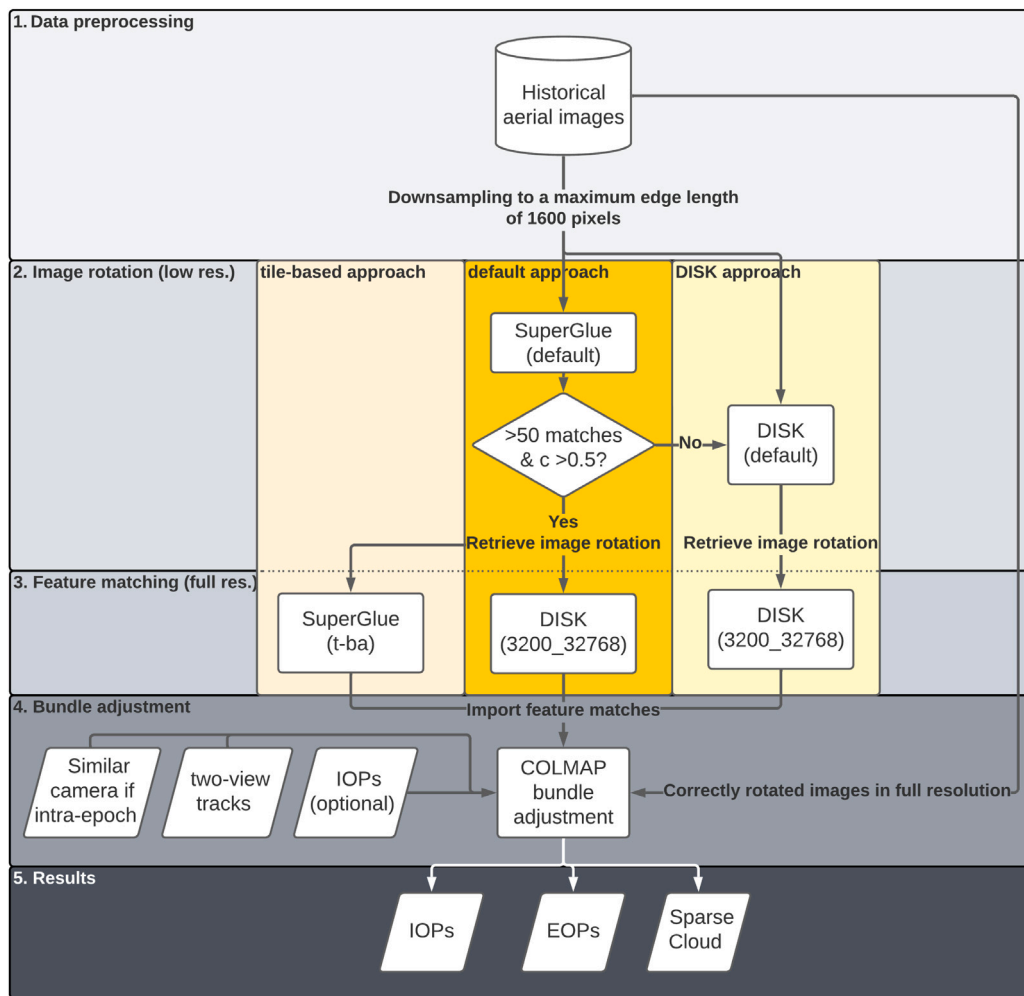 1. Data preprocessing
Historical
aerial images
Downsampling to a maximum edge length
of 1600 pixels
2. Image rotation (low res.)
tile-based approach
default approach
DISK approach
SuperGlue
(default)
>50 matches
& c >0.5?
No
DISK
(default)
Yes
Retrieve image rotation
Retrieve image rotation
3. Feature matching (full res.)
SuperGlue
(t-ba)
DISK
(3200_32768)
DISK
(3200_32768)
4. Bundle adjustment
Import feature matches
Similar
camera if
intra-epoch
two-view
tracks
IOPs
(optional)
COLMAP
bundle
adjustment
Correctly rotated images in full resolution
5. Results
IOPs
EOPs
Sparse
Cloud